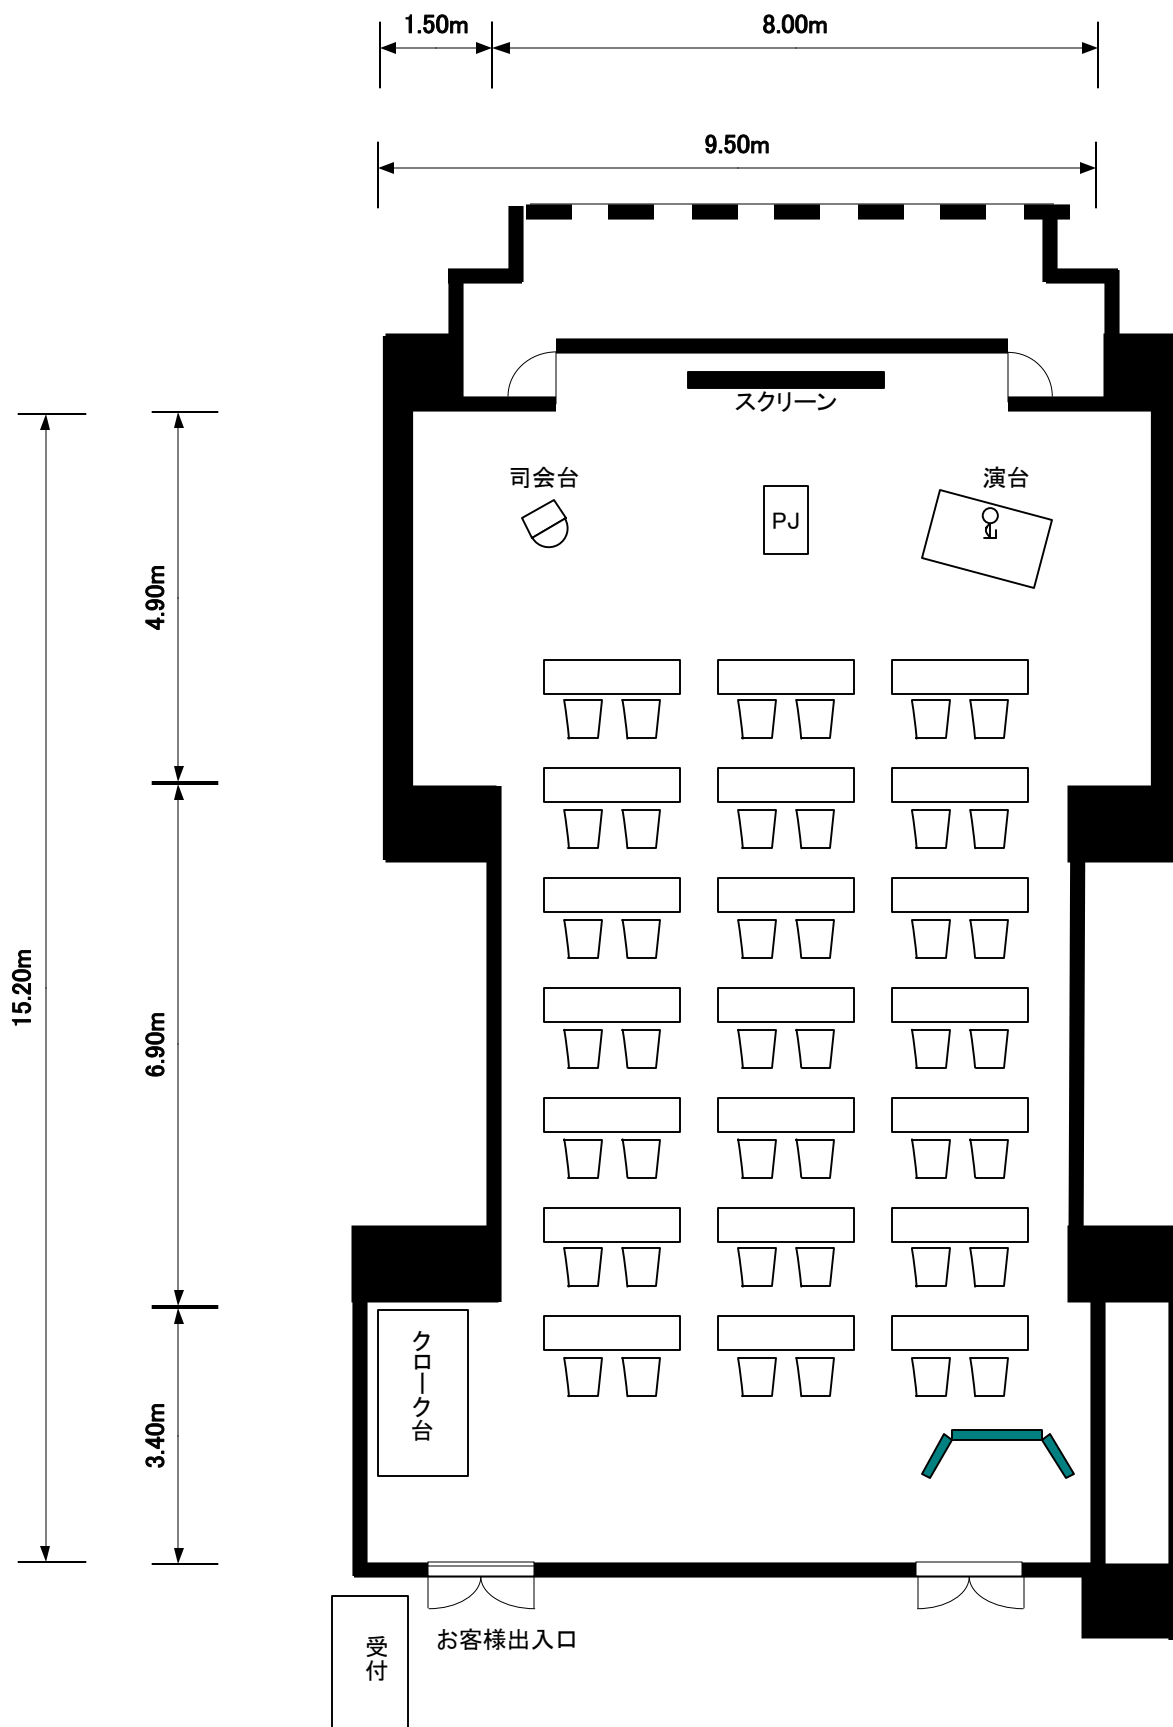 1.50m
8.00m
9.50m
スクリーン
司会台
PJ
演台
4.90m
15.20m
6.90m
クローク台
3.40m
お客様出入口
受付